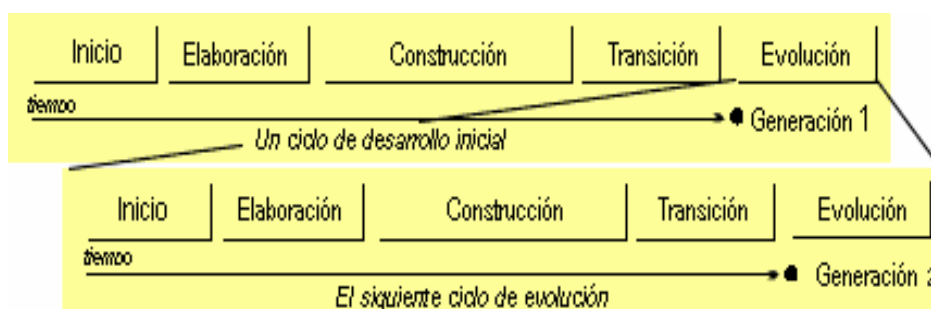 Inicio Elaboración Construcción Transición Evolución
tiempo
Generación 1
Un ciclo de desarrollo inicial
Inicio Elaboración Construcción Transición Evolución
tiempo
Generación 2
El siguiente ciclo de evolución